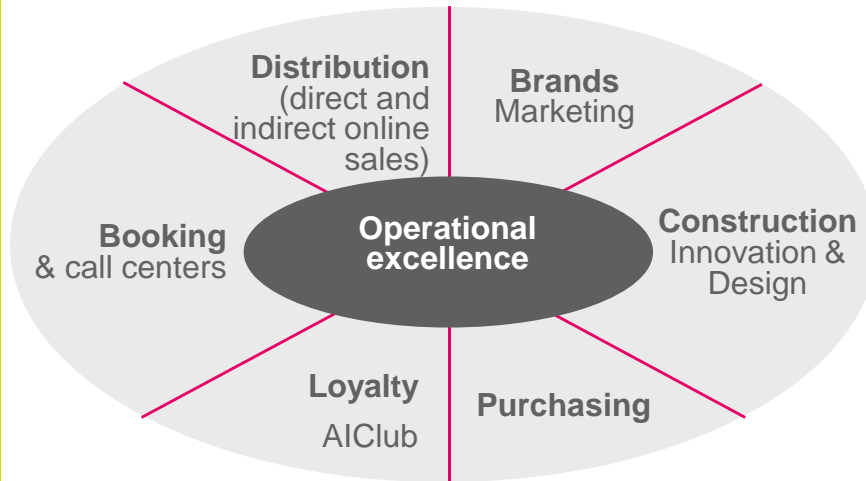 Distribution
(direct and
indirect online
sales)
Brands
Marketing
Booking
& call centers
Operational
excellence
Construction
Innovation &
Design
Loyalty
AIClub
Purchasing